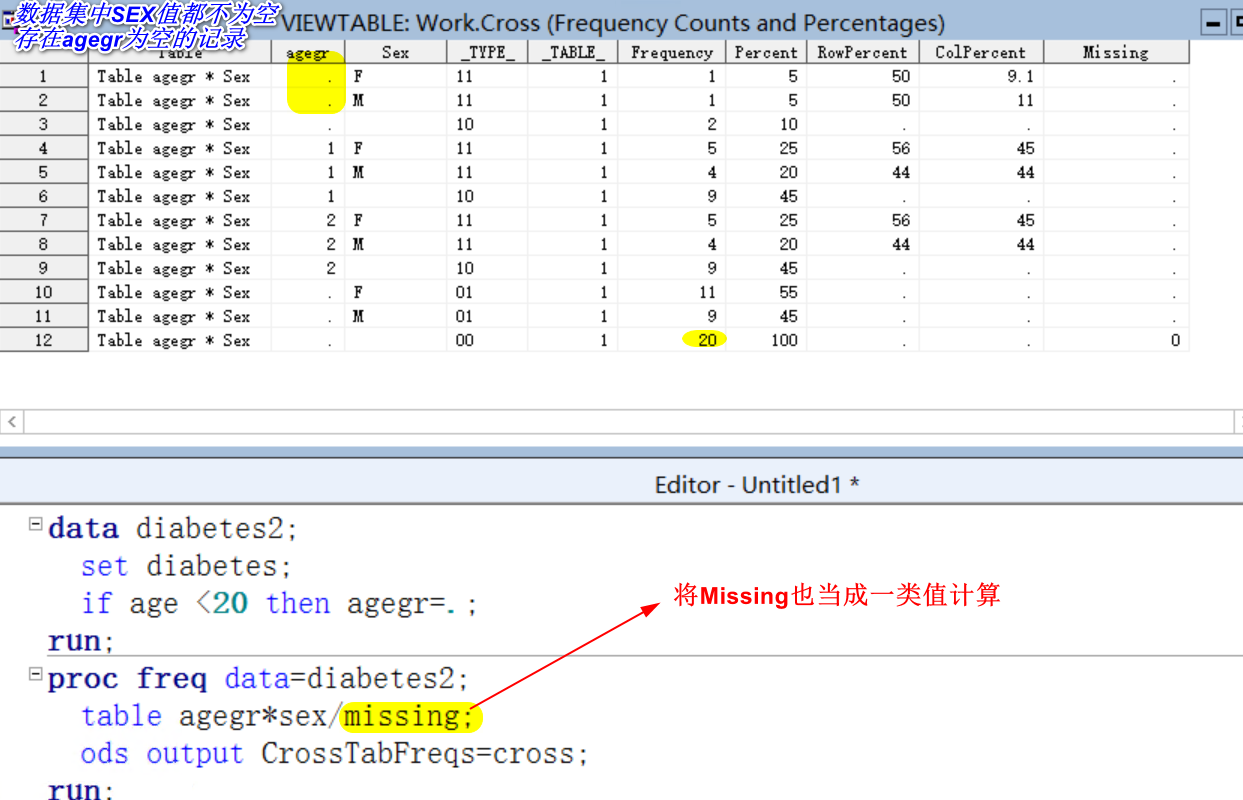 数据集中SEX值都不为空
存在agegr为空的记录
VIEWTABLE: Work.Cross (Frequency Counts and Percentages)
Table agegr Sex _TYPE_ _TABLE_ Frequency Percent RowPercent ColPercent Missing
1 Table agegr * Sex . F 11 1 1 5 50 9.1 .
2 Table agegr * Sex . M 11 1 1 5 50 11 .
3 Table agegr * Sex . 10 1 2 10 . . .
4 Table agegr * Sex 1 F 11 1 5 25 56 45 .
5 Table agegr * Sex 1 M 11 1 4 20 44 44 .
6 Table agegr * Sex 1 10 1 9 45 . . .
7 Table agegr * Sex 2 F 11 1 5 25 56 45 .
8 Table agegr * Sex 2 M 11 1 4 20 44 44 .
9 Table agegr * Sex 2 10 1 9 45 . . .
10 Table agegr * Sex . F 01 1 11 55 . . .
11 Table agegr * Sex . M 01 1 9 45 . . .
12 Table agegr * Sex . 00 1 20 100 . . 0
Editor - Untitled1 *
data diabetes2;
set diabetes;
if age <20 then agegr=. ;
将Missing也当成一类值计算
run;
proc freq data=diabetes2;
table agegr*sex/missing;
ods output CrossTabFreqs=cross;
run;